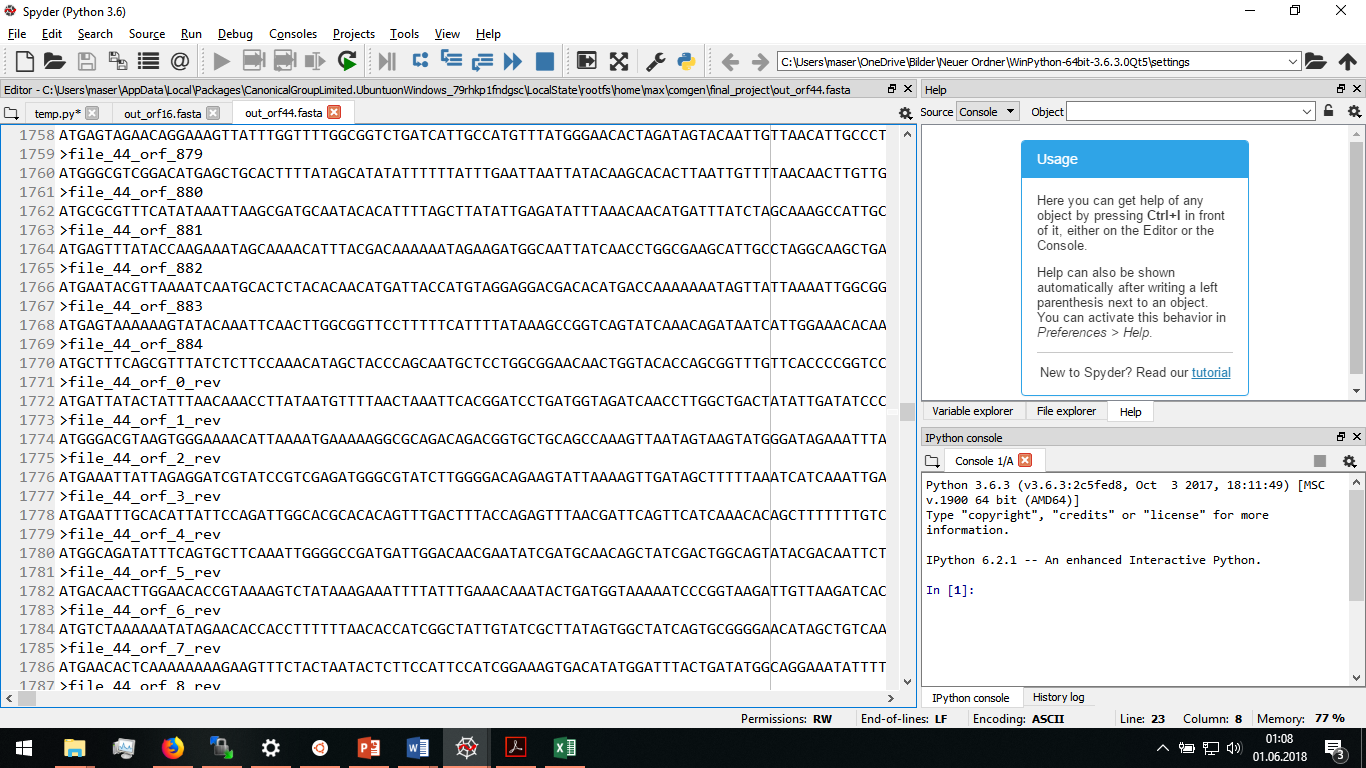 Spyder (Python 3.6)
File Edit Search Source Run Debug Consoles Projects Tools View Help
C:\Users\maser\OneDrive\Bilder\Neuer Ordner\WinPython-64bit-3.6.3.0Qt5\settings
Editor - C:\Users\maser\AppData\Local\Packages\CanonicalGroupLimited.UbuntuonWindows_79rhkp1fndgsc\LocalState\rootfs\home\max\comgen\final_project\out_orf44.fasta
temp.py* out_orf16.fasta out_orf44.fasta
1758 ATGAGTAGAACAGGAAAGTTATTTGGTTTTGGCGGTCTGATCATTGCCATGTTTATGGGAACACTAGATAGTACAATTGTTAACATTGCCCT
1759 >file_44_orf_879
1760 ATGGGCGTCGGACATGAGCTGCACTTTTATAGCATATATTTTTTATTTGAATTAATTATACAAGCACACTTAATTGTTTTAACAACTTGTTG
1761 >file_44_orf_880
1762 ATGCGCGTTTCATATAAATTAAGCGATGCAATACACATTTTAGCTTATATTGAGATATTTAAACAACATGATTTATCTAGCAAAGCCATTGC
1763 >file_44_orf_881
1764 ATGAGTTTATACCAAGAAATAGCAAAACATTTACGACAAAAAATAGAAGATGGCAATTATCAACCTGGCGAAGCATTGCCTAGGCAAGCTGA
1765 >file_44_orf_882
1766 ATGAATACGTTAAAATCAATGCACTCTACACAACATGATTACCATGTAGGAGGACGACACATGACCAAAAAAATAGTTATTAAAATTGGCGG
1767 >file_44_orf_883
1768 ATGAGTAAAAAAGTATACAAATTCAACTTGGCGGTTCCTTTTTCATTTTATAAAGCCGGTCAGTATCAAACAGATAATCATTGGAAACACAA
1769 >file_44_orf_884
1770 ATGCTTTCAGCGTTTATCTCTTCCAAACATAGCTACCCAGCAATGCTCCTGGCGGAACAACTGGTACACCAGCGGTTTGTTCACCCCGGTCC
1771 >file_44_orf_0_rev
1772 ATGATTATACTATTTAACAAACCTTATAATGTTTTAACTAAATTCACGGATCCTGATGGTAGATCAACCTTGGCTGACTATATTGATATCCC
1773 >file_44_orf_1_rev
1774 ATGGGACGTAAGTGGGAAAACATTAAAATGAAAAAGGCGCAGACAGACGGTGCTGCAGCCAAAGTTAATAGTAAGTATGGGATAGAAATTTA
1775 >file_44_orf_2_rev
1776 ATGAAATTATTAGAGGATCGTATCCGTCGAGATGGGCGTATCTTGGGGACAGAAGTATTAAAAGTTGATAGCTTTTTAAATCATCAAATTGA
1777 >file_44_orf_3_rev
1778 ATGAATTTGCACATTATTCCAGATTGGCACGCACACAGTTTGACTTTACCAGAGTTTAACGATTCAGTTCATCAAACACAGCTTTTTTTGTC
1779 >file_44_orf_4_rev
1780 ATGGCAGATATTTCAGTGCTTCAAATTGGGGCCGATGATTGGACAACGAATATCGATGCAACAGCTATCGACTGGCAGTATACGACAATTCT
1781 >file_44_orf_5_rev
1782 ATGACAACTTGGAACACCGTAAAAGTCTATAAAGAAATTTTATTTGAAACAAATACTGATGGTAAAAATCCCGGTAAGATTGTTAAGATCAC
1783 >file_44_orf_6_rev
1784 ATGTCTAAAAAATATAGAACACCACCTTTTTTAACACCATCGGCTATTGTATCGCTTATAGTGGCTATCAGTGCGGGGAACATAGCTGTCAA
1785 >file_44_orf_7_rev
1786 ATGAACACTCAAAAAAAAGAAGTTTCTACTAATACTCTTCCATTCCATCGGAAAGTGACATATGGATTTACTGATATGGCAGGAAATATTTT
1787 >file_44_orf_8_rev
Help
Source Console Object
Usage
Here you can get help of any
object by pressing Ctrl+I in front
of it, either on the Editor or the
Console.
Help can also be shown
automatically after writing a left
parenthesis next to an object.
You can activate this behavior in
Preferences > Help.
New to Spyder? Read our tutorial
Variable explorer File explorer Help
IPython console
Console 1/A
Python 3.6.3 (v3.6.3:2c5fed8, Oct  3 2017, 18:11:49) [MSC
v.1900 64 bit (AMD64)]
Type "copyright", "credits" or "license" for more
information.
IPython 6.2.1 -- An enhanced Interactive Python.
In [1]:
IPython console History log
Permissions: RW End-of-lines: LF Encoding: ASCII Line: 23 Column: 8 Memory: 77 %
01:08
01.06.2018
3